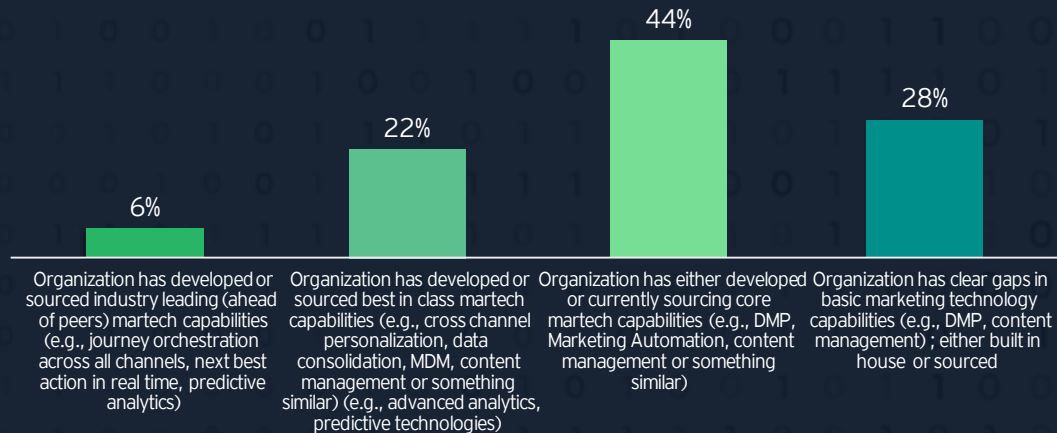 6%
22%
44%
28%
Organization has developed or
sourced industry leading (ahead
of peers) martech capabilities
(e.g., journey orchestration
across all channels, next best
action in real time, predictive
analytics)
Organization has developed or
sourced best in class martech
capabilities (e.g., cross channel
personalization, data
consolidation, MDM, content
management or something
similar) (e.g., advanced analytics,
predictive technologies)
Organization has either developed
or currently sourcing core
martech capabilities (e.g., DMP,
Marketing Automation, content
management or something
similar)
Organization has clear gaps in
basic marketing technology
capabilities (e.g., DMP, content
management) ; either built in
house or sourced